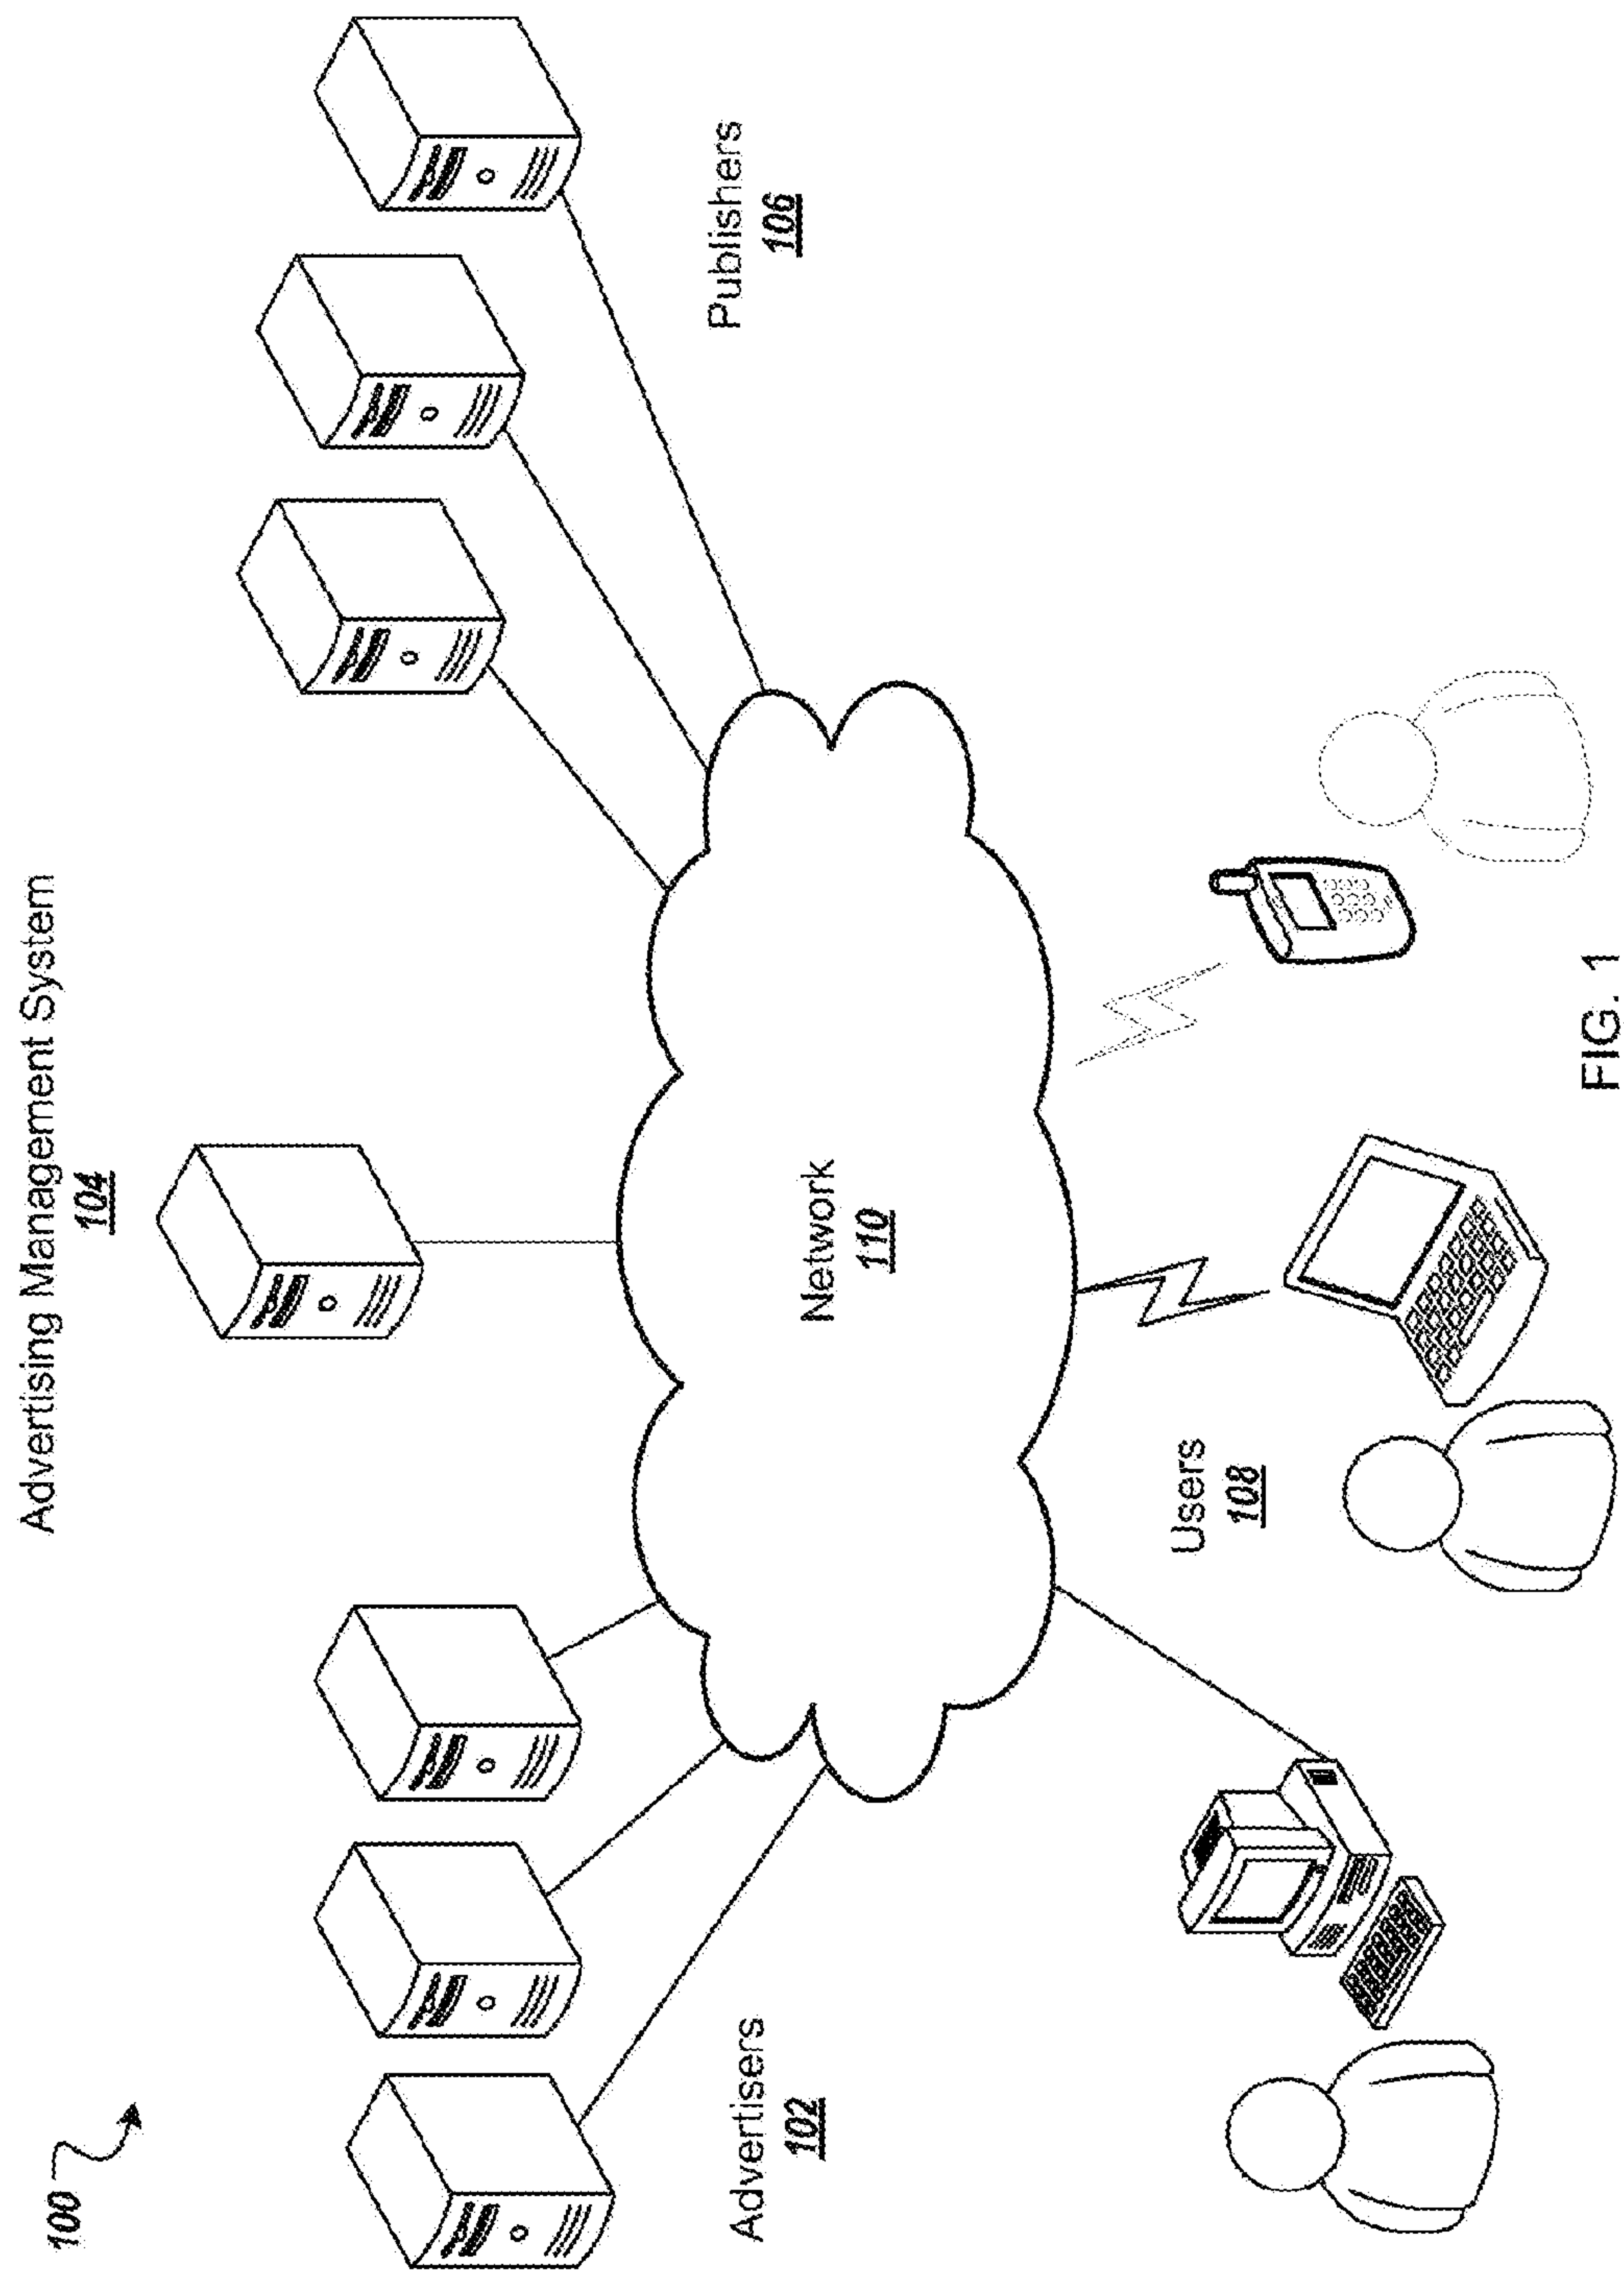 100
Advertising Management System
104
Advertisers
102
Publishers
106
Network
110
Users
108
FIG. 1